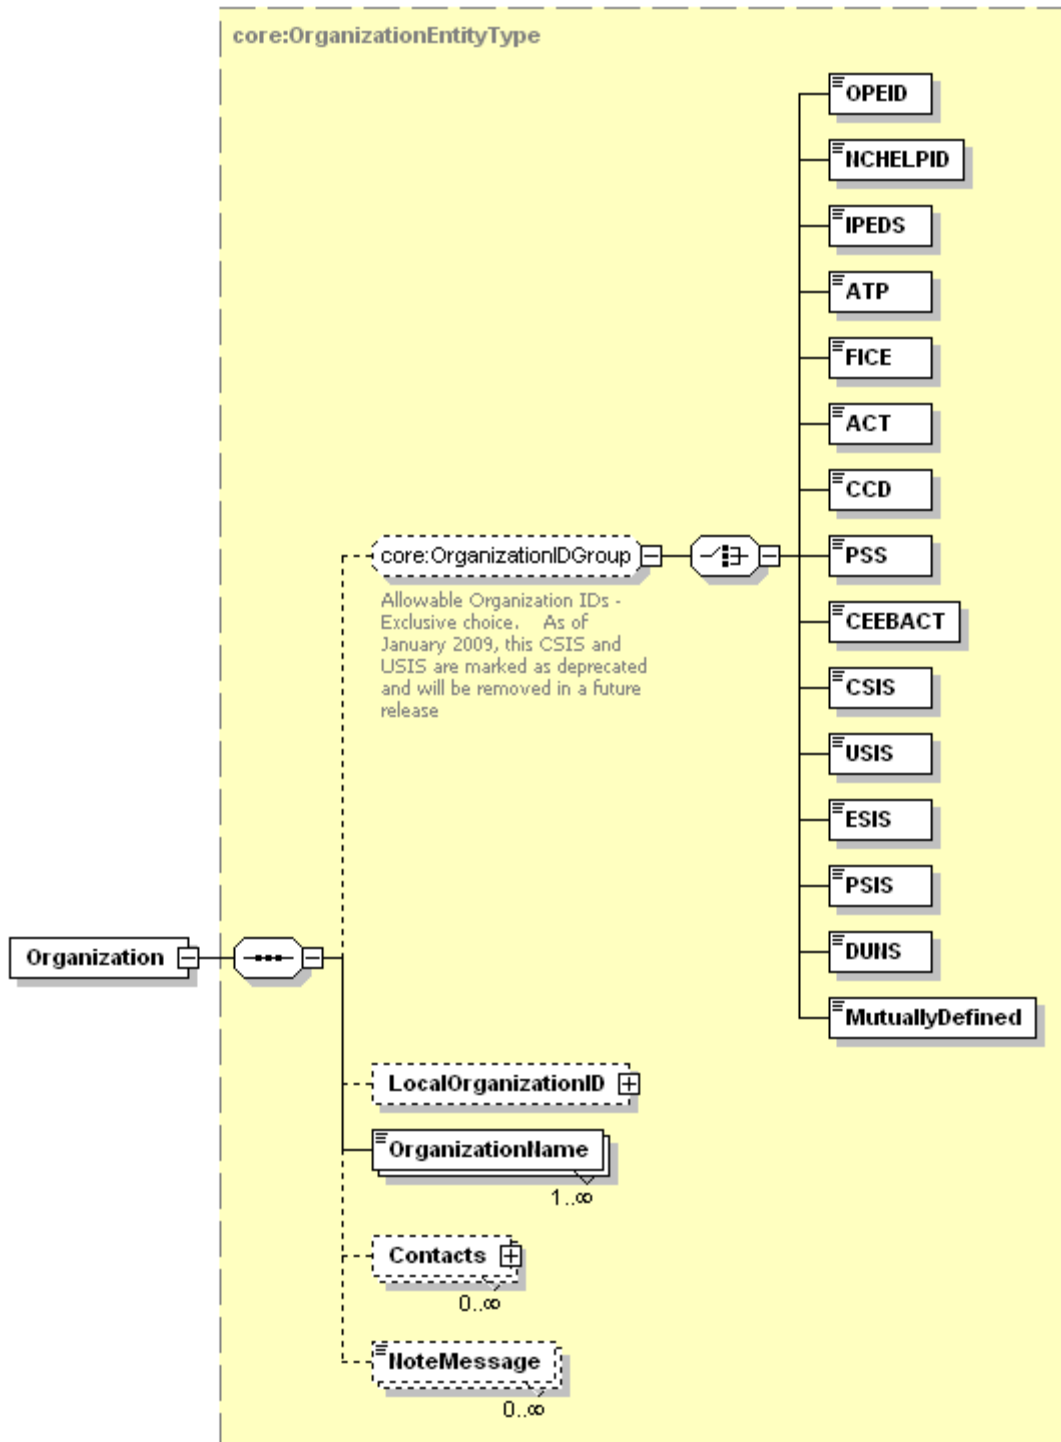 core:OrganizationEntityType
OPEID
NCHELPID
IPEDS
ATP
FICE
ACT
CCD
core:OrganizationIDGroup
PSS
Allowable Organization IDs -
Exclusive choice. As of
January 2009, this CSIS and
USIS are marked as deprecated
and will be removed in a future
release
CEEBACT
CSIS
USIS
ESIS
PSIS
DUNS
Organization
MutuallyDefined
LocalOrganizationID
OrganizationName
1..∞
Contacts
0..∞
NoteMessage
0..∞